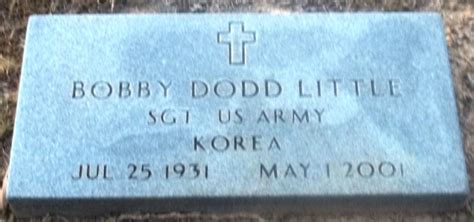 BOBBY DODD LITTLE
SGT US ARMY
KOREA
JUL 25 1931 MAY 1 2001